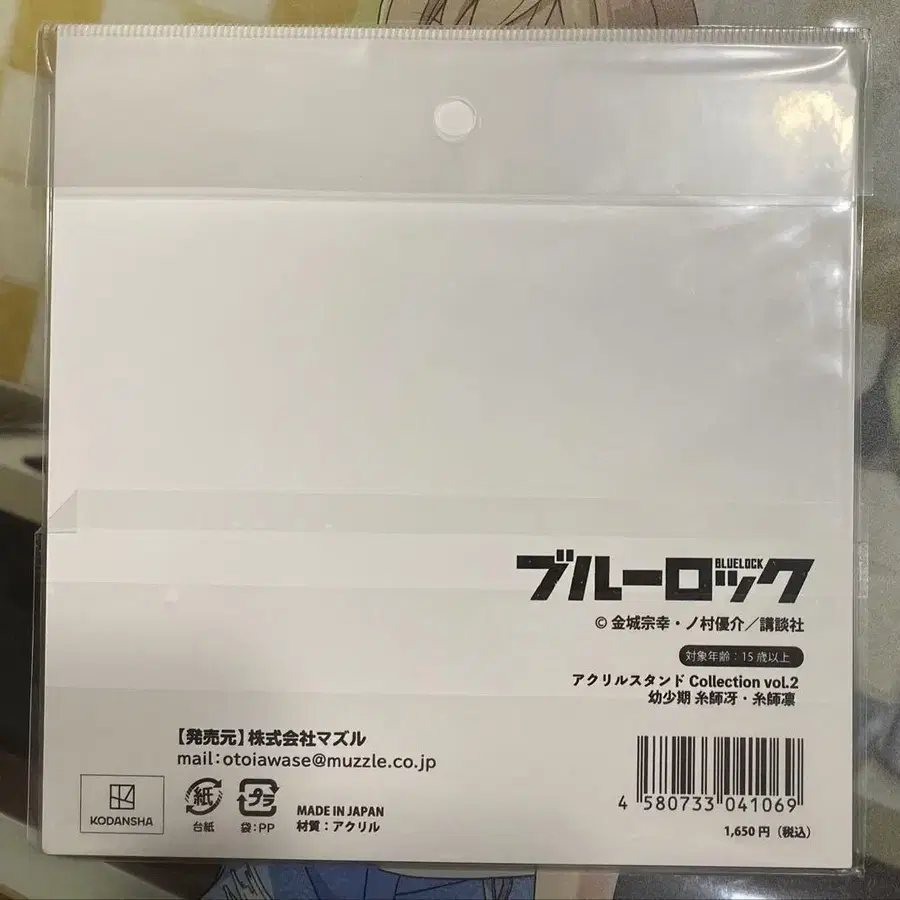 ブルーロック
BLUELOCK
© 金城宗幸・ノ村優介／講談社
対象年齢：15歳以上
アクリルスタンド Collection vol.2
幼少期 糸師冴・糸師凛
【発売元】株式会社マズル
mail:otoiawase@muzzle.co.jp
KODANSHA
紙
台紙
プラ
袋:PP
MADE IN JAPAN
材質：アクリル
4 580733 041069
1,650 円（税込）